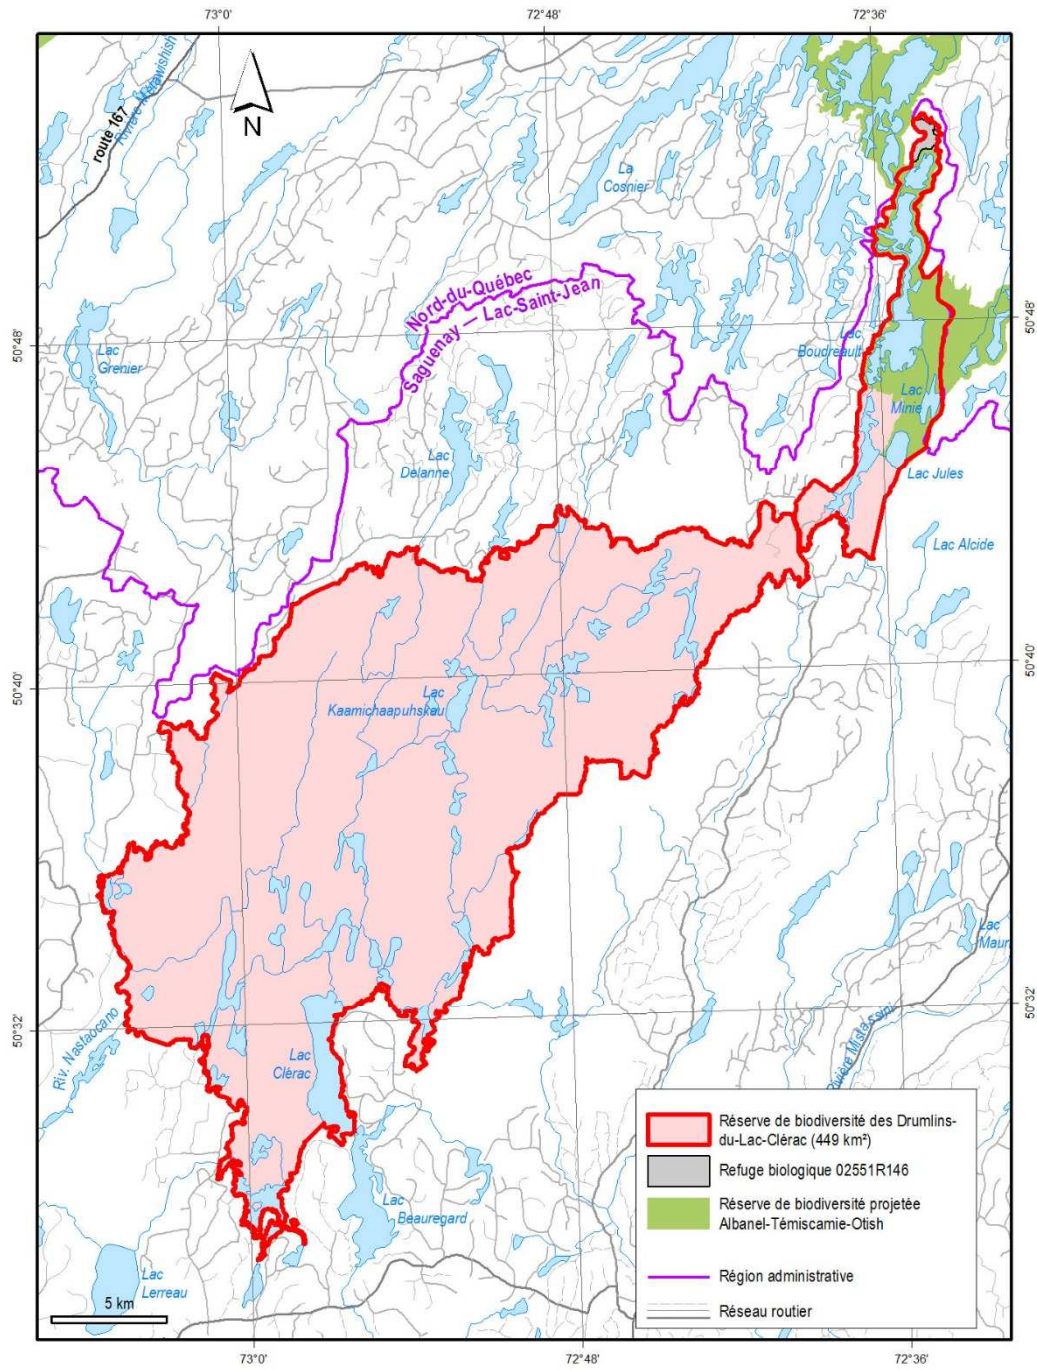 73°0'
72°48'
72°36'
route 167
N
La
Cosnier
Nord-du-Québec
Saguenay — Lac-Saint-Jean
50°48'
50°48'
Lac
Grenier
Lac
Boudreault
Lac
Minie
Lac
Delanne
Lac Jules
Lac Alcide
50°40'
50°40'
Lac
Kaamichaapuhskau
Lac
Maur
50°32'
50°32'
Riv. Nastaocano
Rivière Mistassini
Lac
Clérac
Lac
Beauregard
Lac
Lerreau
5 km
Réserve de biodiversité des Drumlins-
du-Lac-Clérac (449 km²)
Refuge biologique 02551R146
Réserve de biodiversité projetée
Albanel-Témiscamie-Otish
Région administrative
Réseau routier
73°0'
72°48'
72°36'